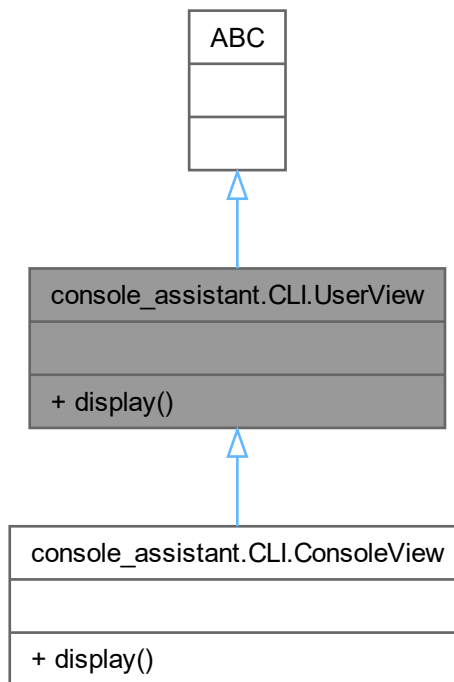 ABC
console_assistant.CLI.UserView
+ display()
console_assistant.CLI.ConsoleView
+ display()